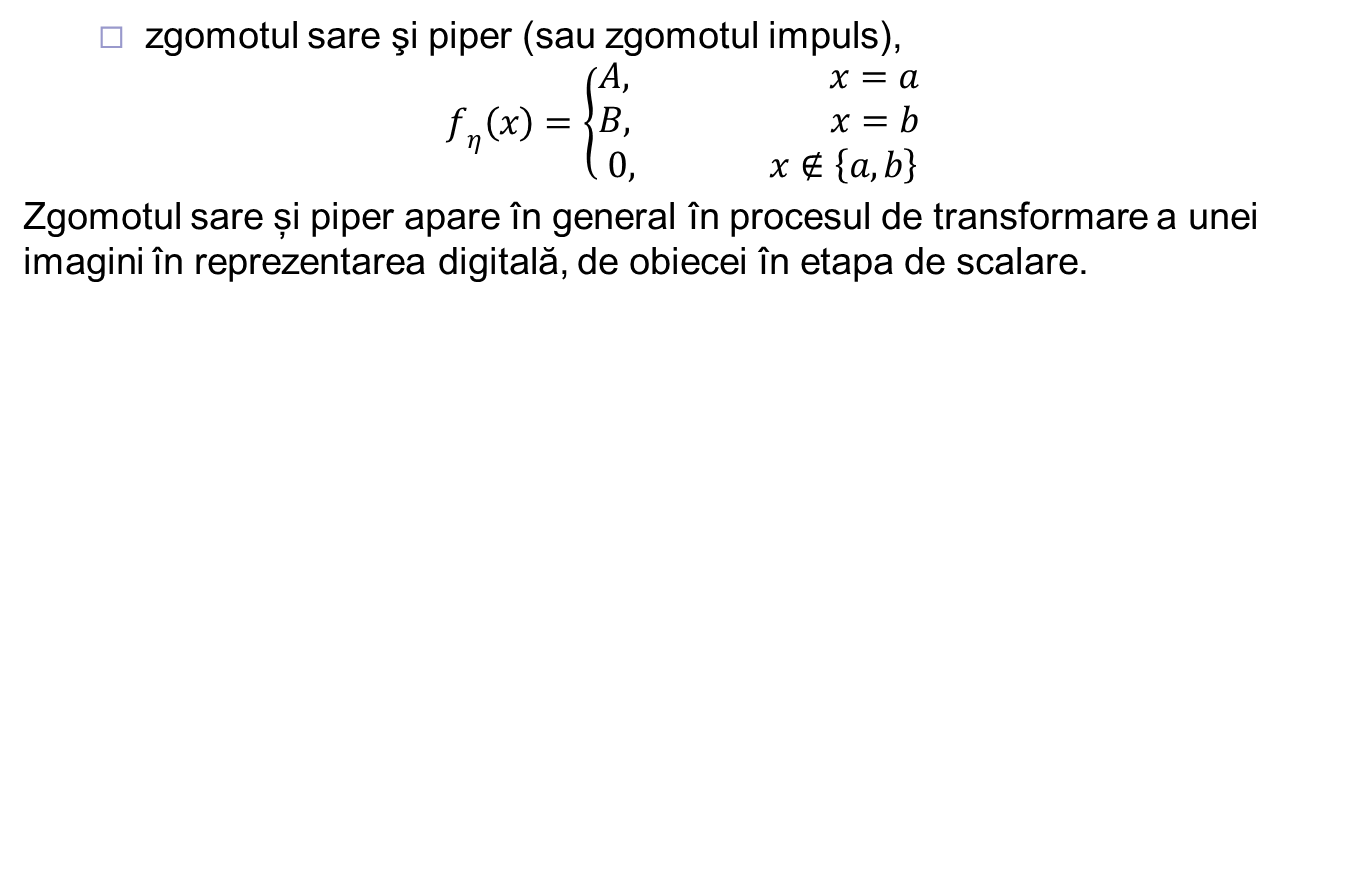 zgomotul sare şi piper (sau zgomotul impuls),
A, x = a
f_η(x) = { B, x = b
0, x ∉ {a, b}
Zgomotul sare și piper apare în general în procesul de transformare a unei
imagini în reprezentarea digitală, de obiecei în etapa de scalare.